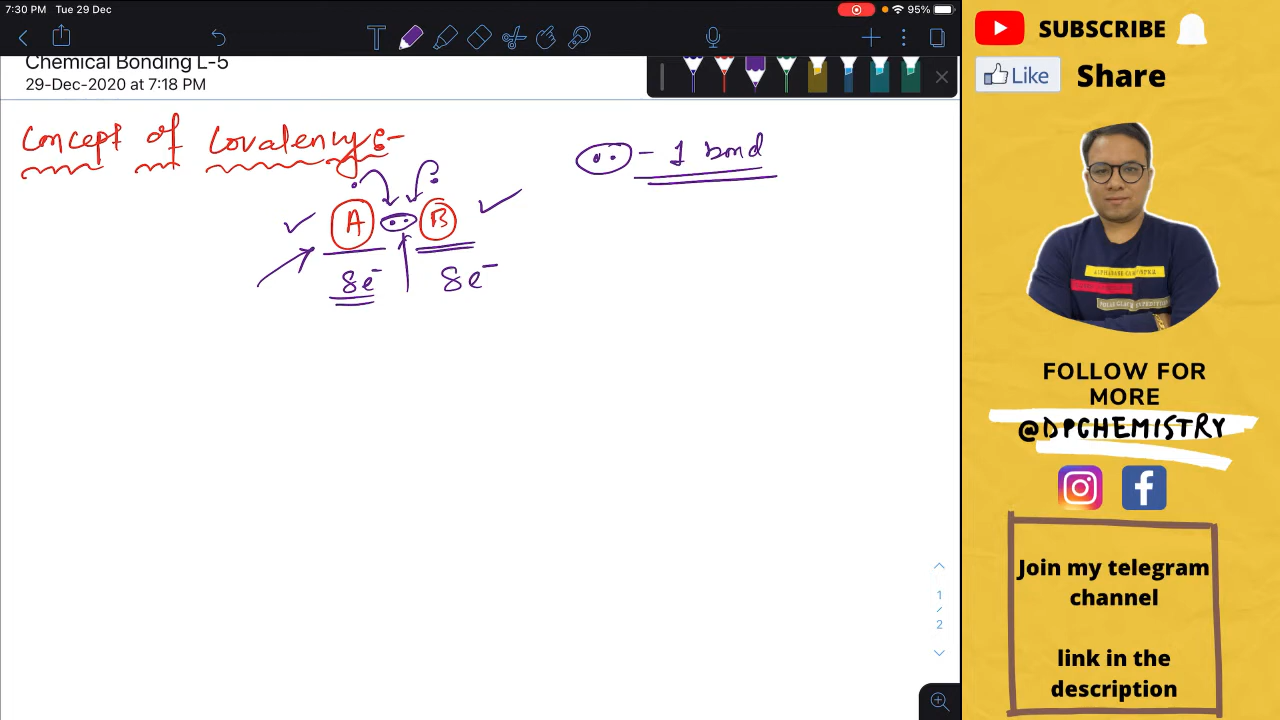 7:30 PM Tue 29 Dec
95%
Chemical Bonding L-5
29-Dec-2020 at 7:18 PM
Concept of Covalency:-
- 1 bond
A B
8e⁻ 8e⁻
1
/
2
SUBSCRIBE
Like Share
FOLLOW FOR
MORE
@DPCHEMISTRY
Join my telegram
channel
link in the
description